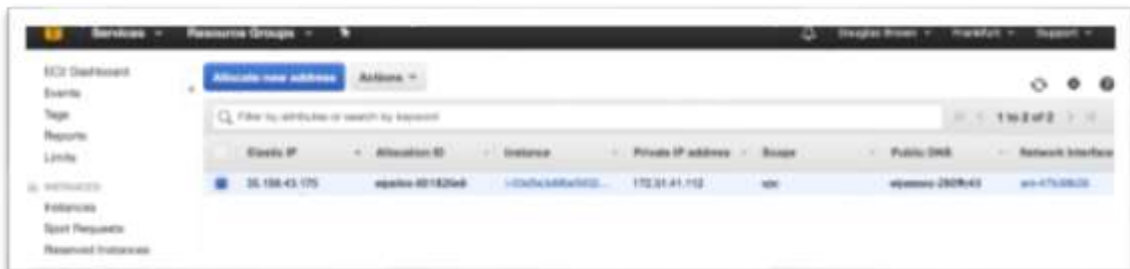 Services Resource Groups Douglas Brown Frankfurt Support
EC2 Dashboard
Events
Tags
Reports
Limits
INSTANCES
Instances
Spot Requests
Reserved Instances
Allocate new address Actions
Filter by attributes or search by keyword
1 to 2 of 2
Elastic IP Allocation ID Instance Private IP address Scope Public DNS Network Interface
172.31.41.112 vpc